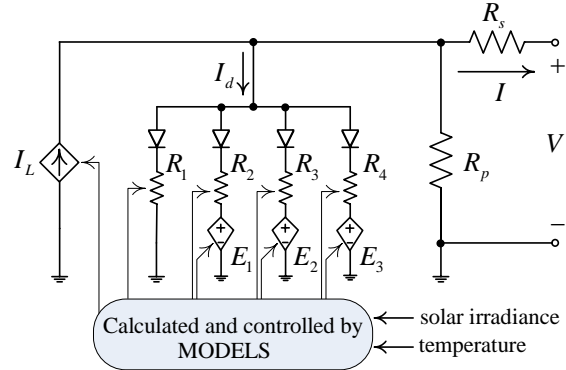 R_s
I_d
I
+
I_L
R_1
R_2
R_3
R_4
R_p
V
+
-
E_1
+
-
E_2
+
-
E_3
−
Calculated and controlled by
MODELS
solar irradiance
temperature